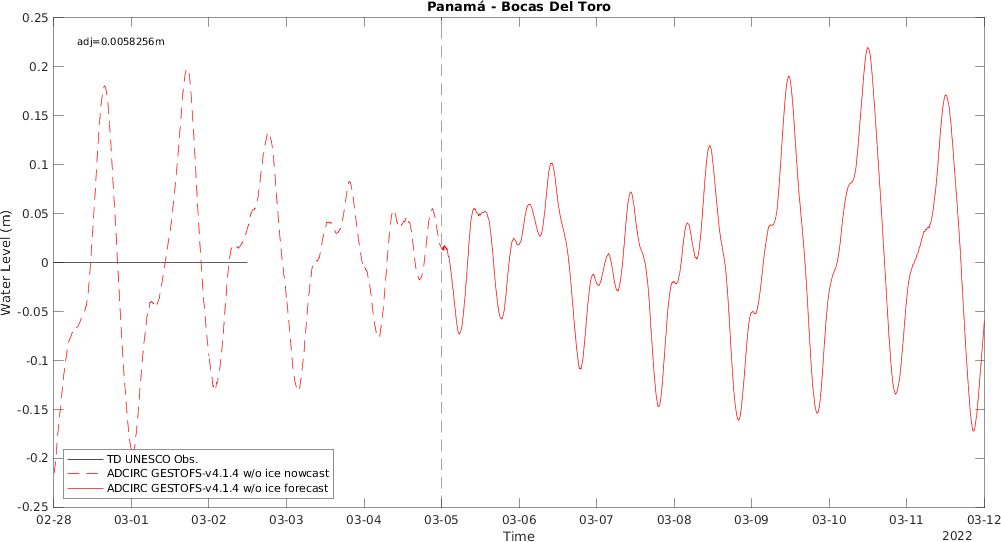 Panamá - Bocas Del Toro
adj=0.0058256m
0.25
0.2
0.15
0.1
0.05
0
-0.05
-0.1
-0.15
-0.2
-0.25
Water Level (m)
TD UNESCO Obs.
ADCIRC GESTOFS-v4.1.4 w/o ice nowcast
ADCIRC GESTOFS-v4.1.4 w/o ice forecast
02-28 03-01 03-02 03-03 03-04 03-05 03-06 03-07 03-08 03-09 03-10 03-11 03-12
Time
2022